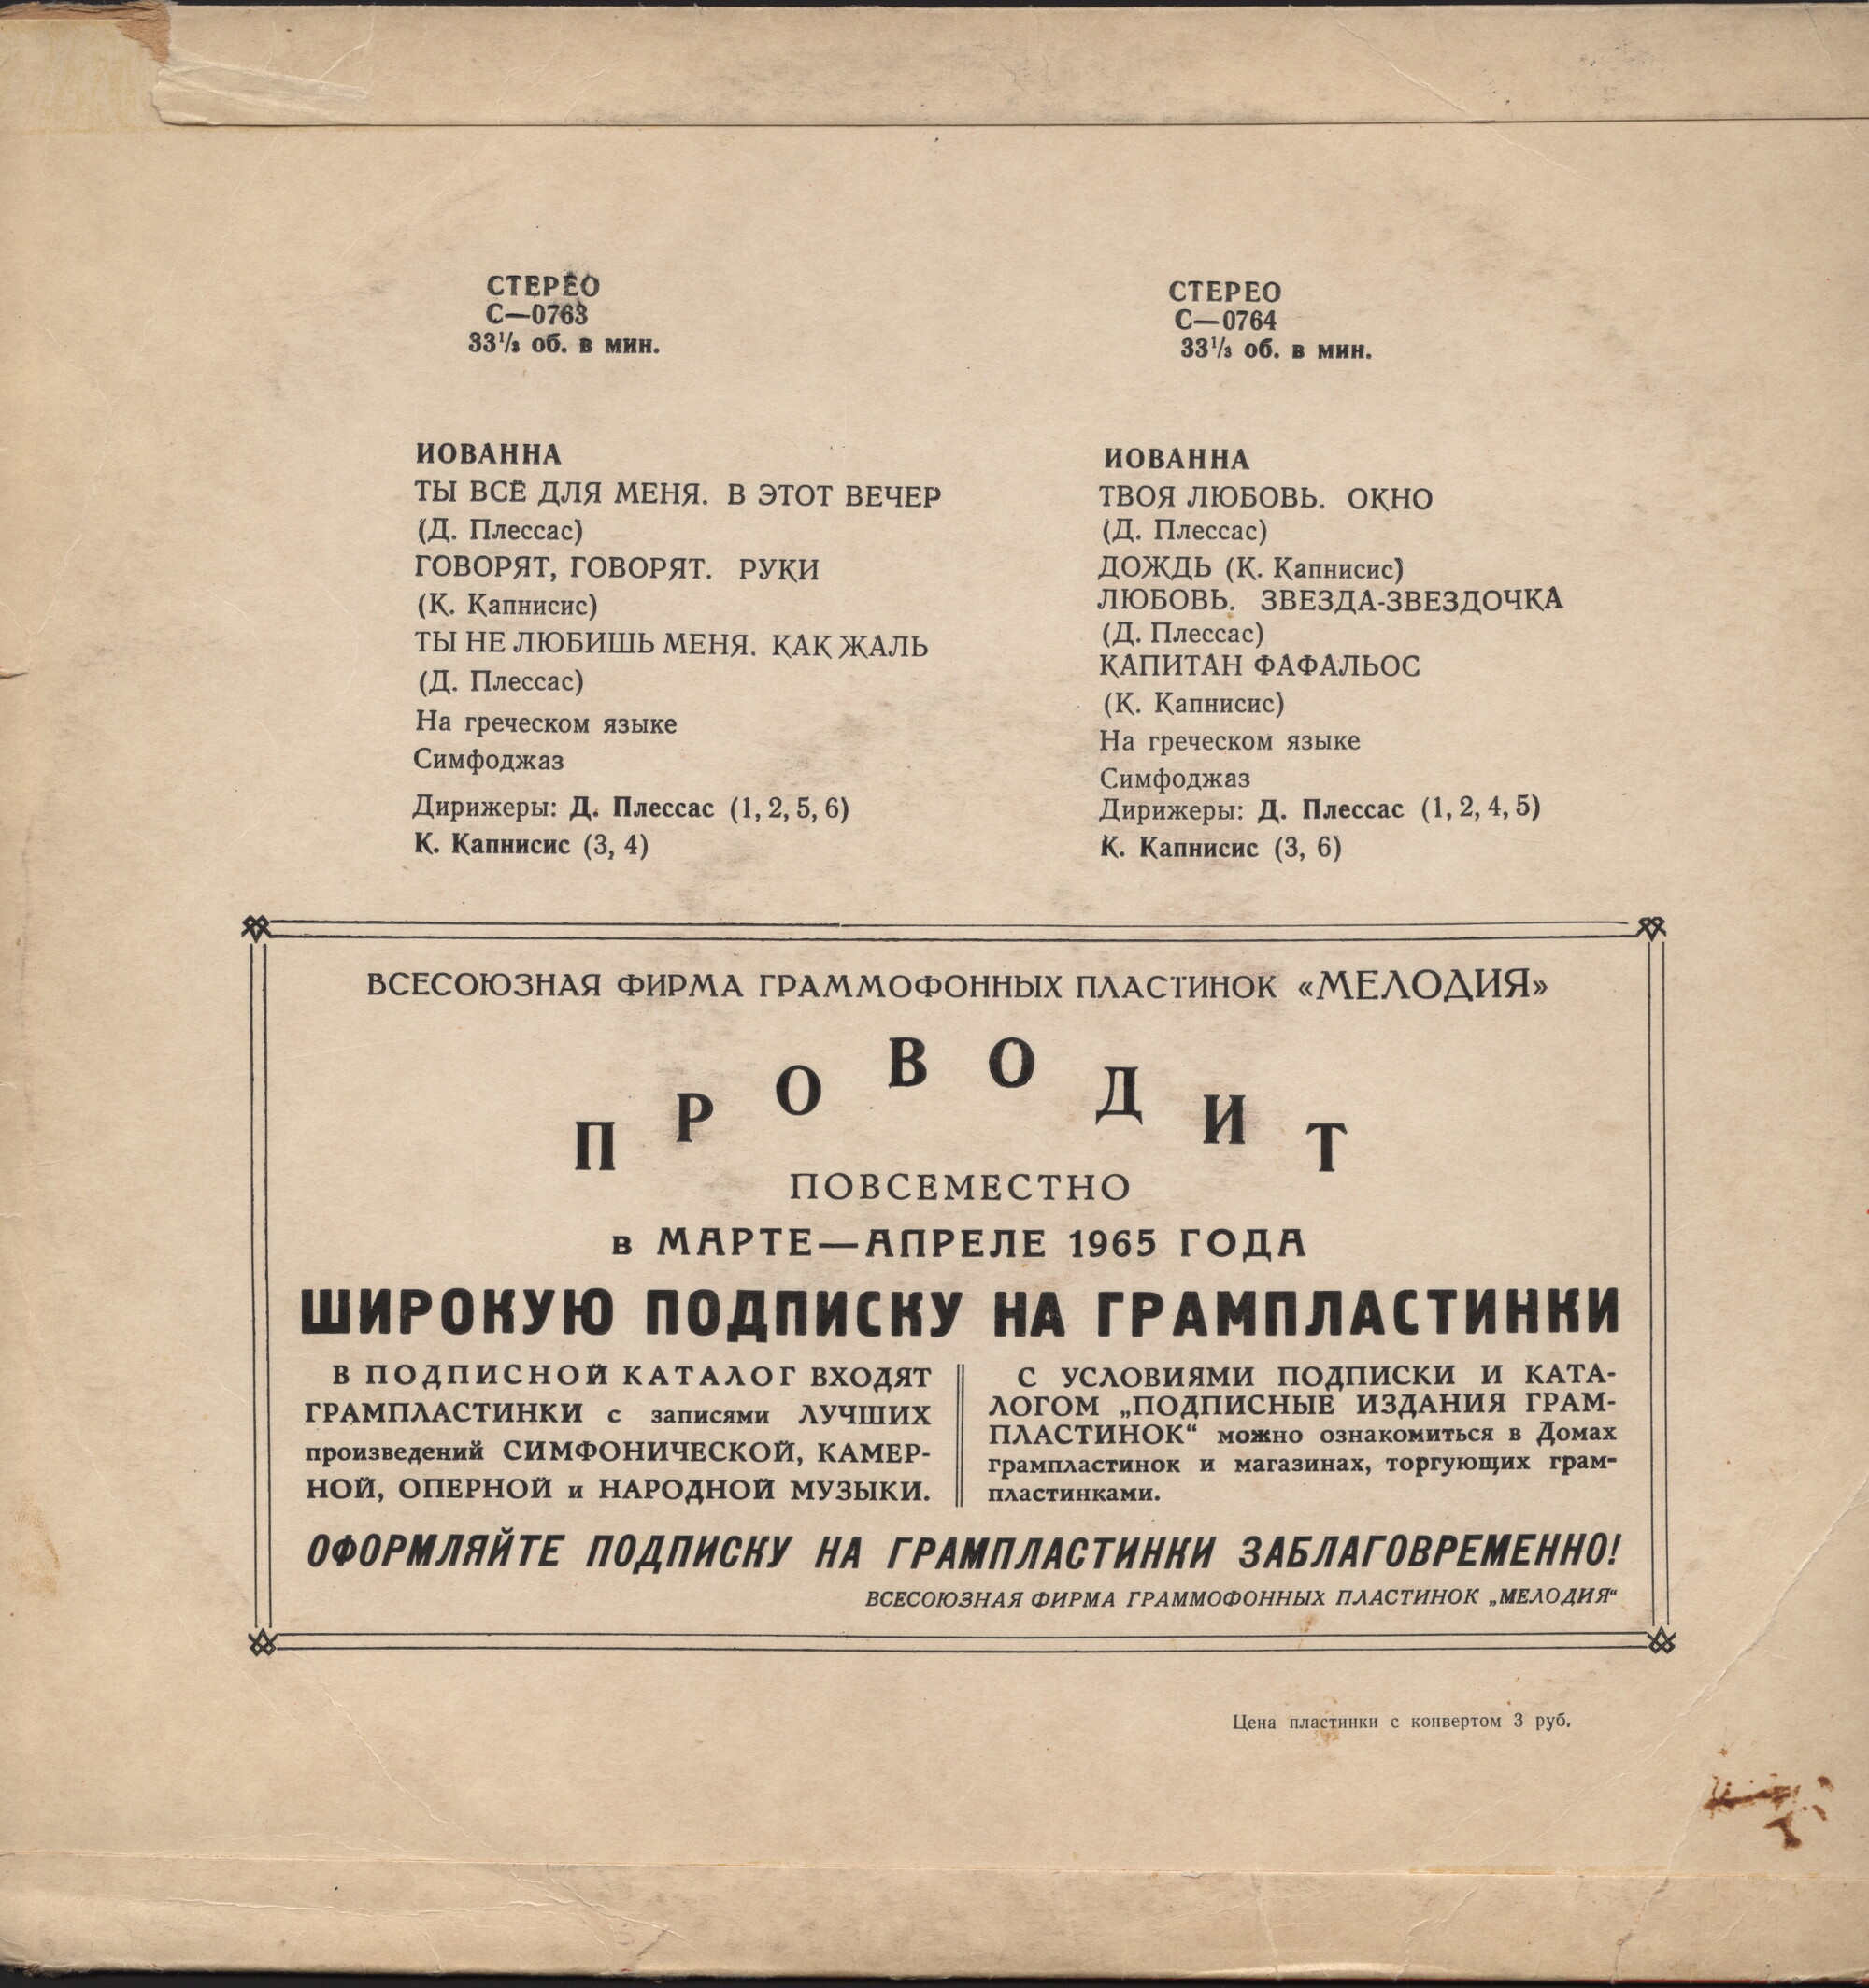 СТЕРЕО
С—0763
33¹/₃ об. в мин.
ИОВАННА
ТЫ ВСЁ ДЛЯ МЕНЯ. В ЭТОТ ВЕЧЕР
(Д. Плессас)
ГОВОРЯТ, ГОВОРЯТ. РУКИ
(К. Капнисис)
ТЫ НЕ ЛЮБИШЬ МЕНЯ. КАК ЖАЛЬ
(Д. Плессас)
На греческом языке
Симфоджаз
Дирижеры: Д. Плессас (1, 2, 5, 6)
К. Капнисис (3, 4)
СТЕРЕО
С—0764
33¹/₃ об. в мин.
ИОВАННА
ТВОЯ ЛЮБОВЬ. ОКНО
(Д. Плессас)
ДОЖДЬ (К. Капнисис)
ЛЮБОВЬ. ЗВЕЗДА-ЗВЕЗДОЧКА
(Д. Плессас)
КАПИТАН ФАФАЛЬОС
(К. Капнисис)
На греческом языке
Симфоджаз
Дирижеры: Д. Плессас (1, 2, 4, 5)
К. Капнисис (3, 6)
ВСЕСОЮЗНАЯ ФИРМА ГРАММОФОННЫХ ПЛАСТИНОК «МЕЛОДИЯ»
ПРОВОДИТ
ПОВСЕМЕСТНО
в МАРТЕ—АПРЕЛЕ 1965 ГОДА
ШИРОКУЮ ПОДПИСКУ НА ГРАМПЛАСТИНКИ
В ПОДПИСНОЙ КАТАЛОГ ВХОДЯТ
ГРАМПЛАСТИНКИ с записями ЛУЧШИХ
произведений СИМФОНИЧЕСКОЙ, КАМЕР-
НОЙ, ОПЕРНОЙ и НАРОДНОЙ МУЗЫКИ.
С УСЛОВИЯМИ ПОДПИСКИ И КАТА-
ЛОГОМ „ПОДПИСНЫЕ ИЗДАНИЯ ГРАМ-
ПЛАСТИНОК“ можно ознакомиться в Домах
грампластинок и магазинах, торгующих грам-
пластинками.
ОФОРМЛЯЙТЕ ПОДПИСКУ НА ГРАМПЛАСТИНКИ ЗАБЛАГОВРЕМЕННО!
ВСЕСОЮЗНАЯ ФИРМА ГРАММОФОННЫХ ПЛАСТИНОК „МЕЛОДИЯ“
Цена пластинки с конвертом 3 руб.